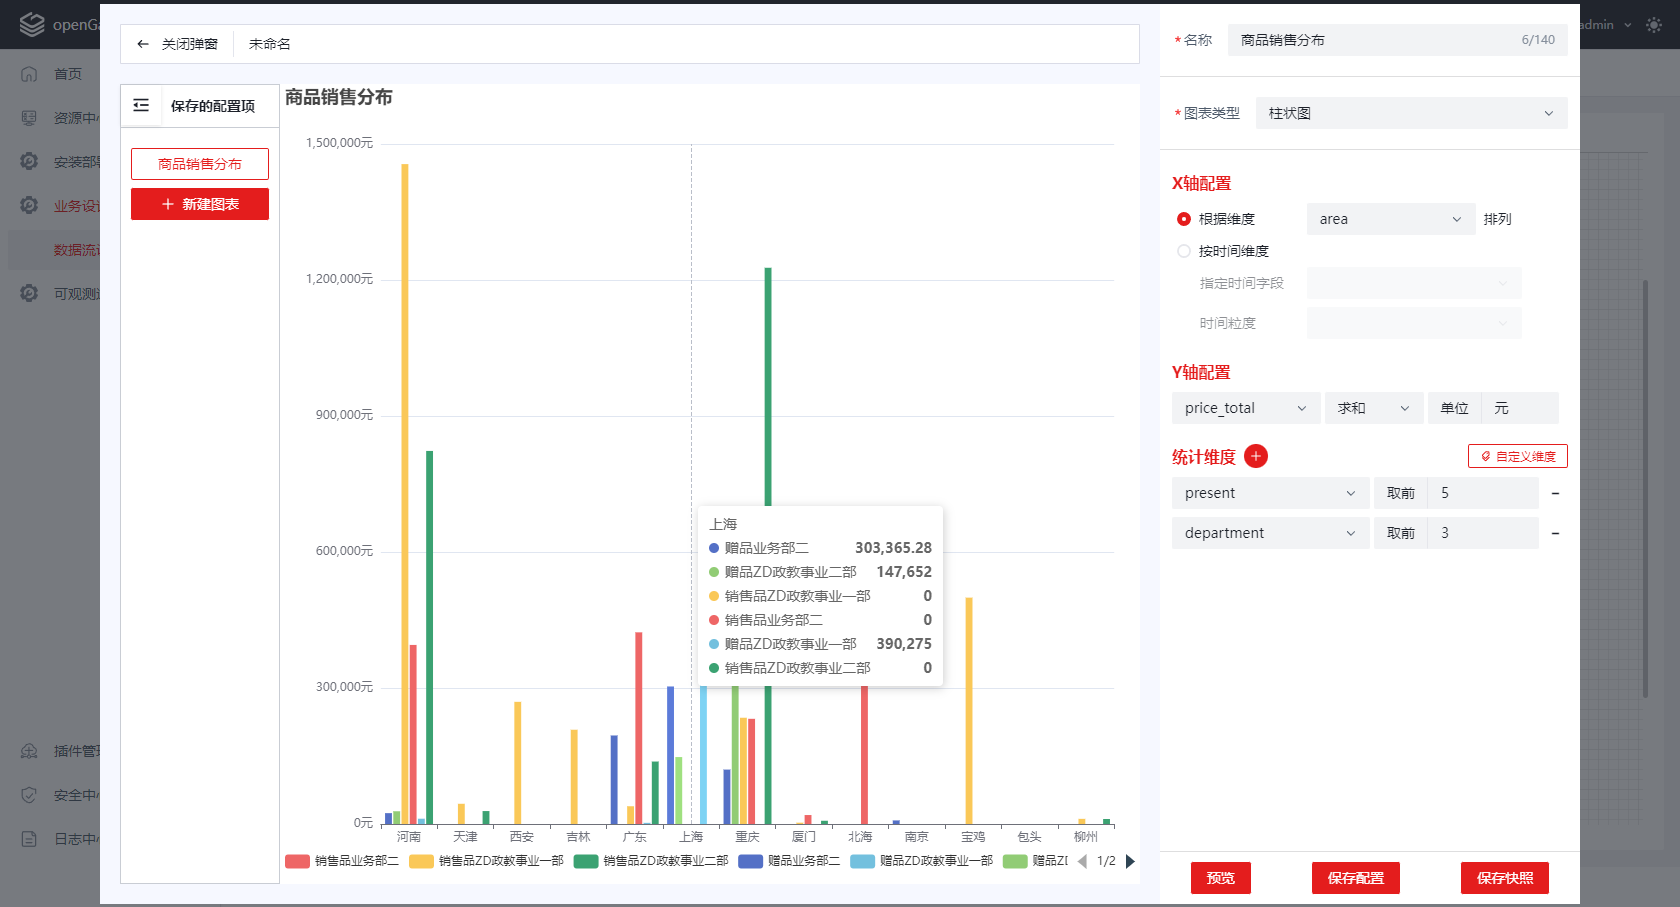 openGa
admin
首页
资源中心
安装部署
业务设计
数据流
可观测
插件管理
安全中心
日志中心
关闭弹窗
未命名
保存的配置项
商品销售分布
新建图表
商品销售分布
1,500,000元
1,200,000元
900,000元
600,000元
300,000元
0元
河南 天津 西安 吉林 广东 上海 重庆 厦门 北海 南京 宝鸡 包头 柳州
上海
赠品业务部二 303,365.28
赠品ZD政教事业二部 147,652
销售品ZD政教事业一部 0
销售品业务部二 0
赠品ZD政教事业一部 390,275
销售品ZD政教事业二部 0
销售品业务部二 销售品ZD政教事业一部 销售品ZD政教事业二部 赠品业务部二 赠品ZD政教事业一部 赠品ZD 1/2
*名称 商品销售分布 6/140
*图表类型 柱状图
X轴配置
根据维度 area 排列
按时间维度
指定时间字段
时间粒度
Y轴配置
price_total 求和 单位 元
统计维度 + 自定义维度
present 取前 5 -
department 取前 3 -
预览 保存配置 保存快照